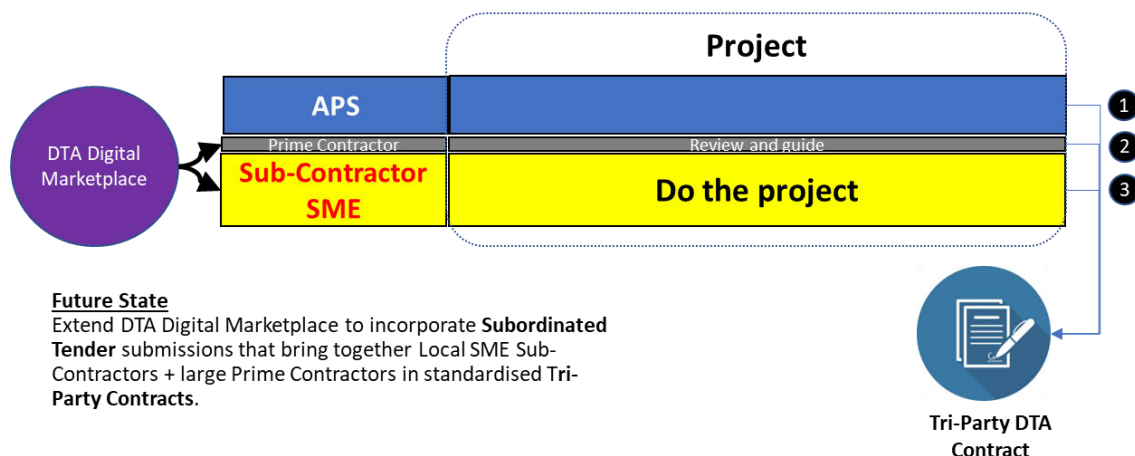 Project
APS
1
Prime Contractor
Review and guide
2
DTA Digital
Marketplace
Sub-Contractor
SME
Do the project
3
Future State
Extend DTA Digital Marketplace to incorporate Subordinated
Tender submissions that bring together Local SME Sub-
Contractors + large Prime Contractors in standardised Tri-
Party Contracts.
Tri-Party DTA
Contract